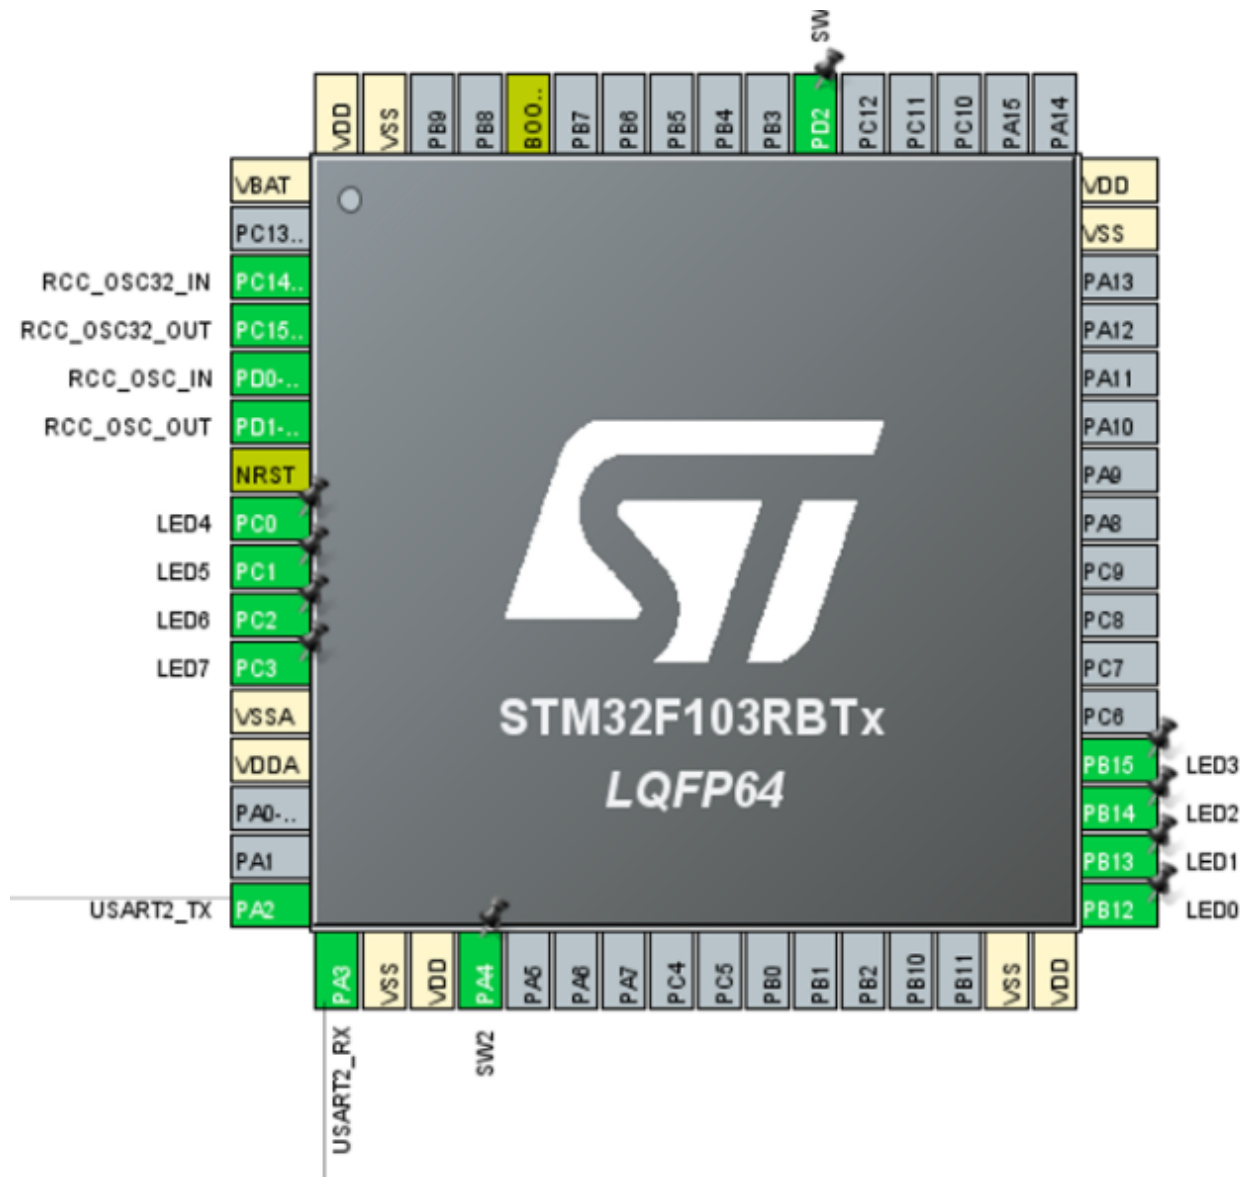 SW
VDD
VSS
PB9
PB8
BOO..
PB7
PB6
PB5
PB4
PB3
PD2
PC12
PC11
PC10
PA15
PA14
VBAT
PC13..
RCC_OSC32_IN PC14..
RCC_OSC32_OUT PC15..
RCC_OSC_IN PD0-..
RCC_OSC_OUT PD1-..
NRST
LED4 PC0
LED5 PC1
LED6 PC2
LED7 PC3
VSSA
VDDA
PA0-..
PA1
USART2_TX PA2
ST
STM32F103RBTx
LQFP64
VDD
VSS
PA13
PA12
PA11
PA10
PA9
PA8
PC9
PC8
PC7
PC6
PB15 LED3
PB14 LED2
PB13 LED1
PB12 LED0
PA3
VSS
VDD
PA4
PA5
PA6
PA7
PC4
PC5
PB0
PB1
PB2
PB10
PB11
VSS
VDD
USART2_RX
SW2